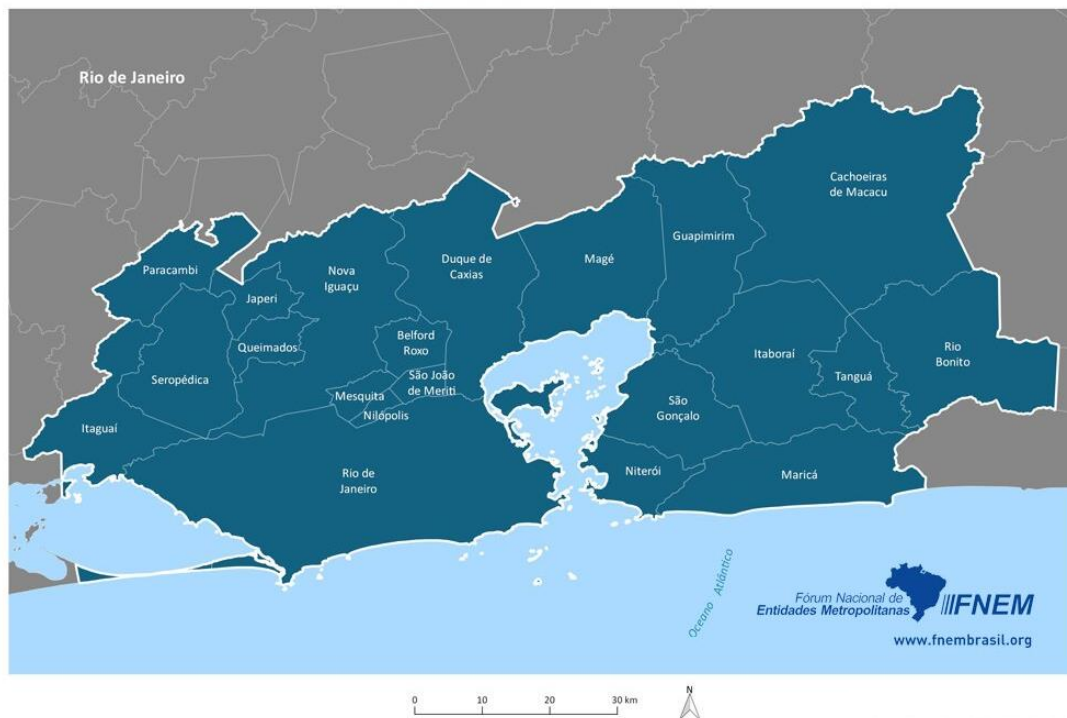 Rio de Janeiro
Cachoeiras
de Macacu
Guapimirim
Magé
Duque de
Caxias
Nova
Iguaçu
Paracambi
Japeri
Queimados
Belford
Roxo
Seropédica
São João
de Meriti
Mesquita
Nilópolis
Itaguaí
Rio de
Janeiro
Itaboraí
Tanguá
Rio
Bonito
São
Gonçalo
Niterói
Maricá
Oceano Atlântico
Fórum Nacional de
Entidades Metropolitanas
FNEM
www.fnembrasil.org
0 10 20 30 km
N